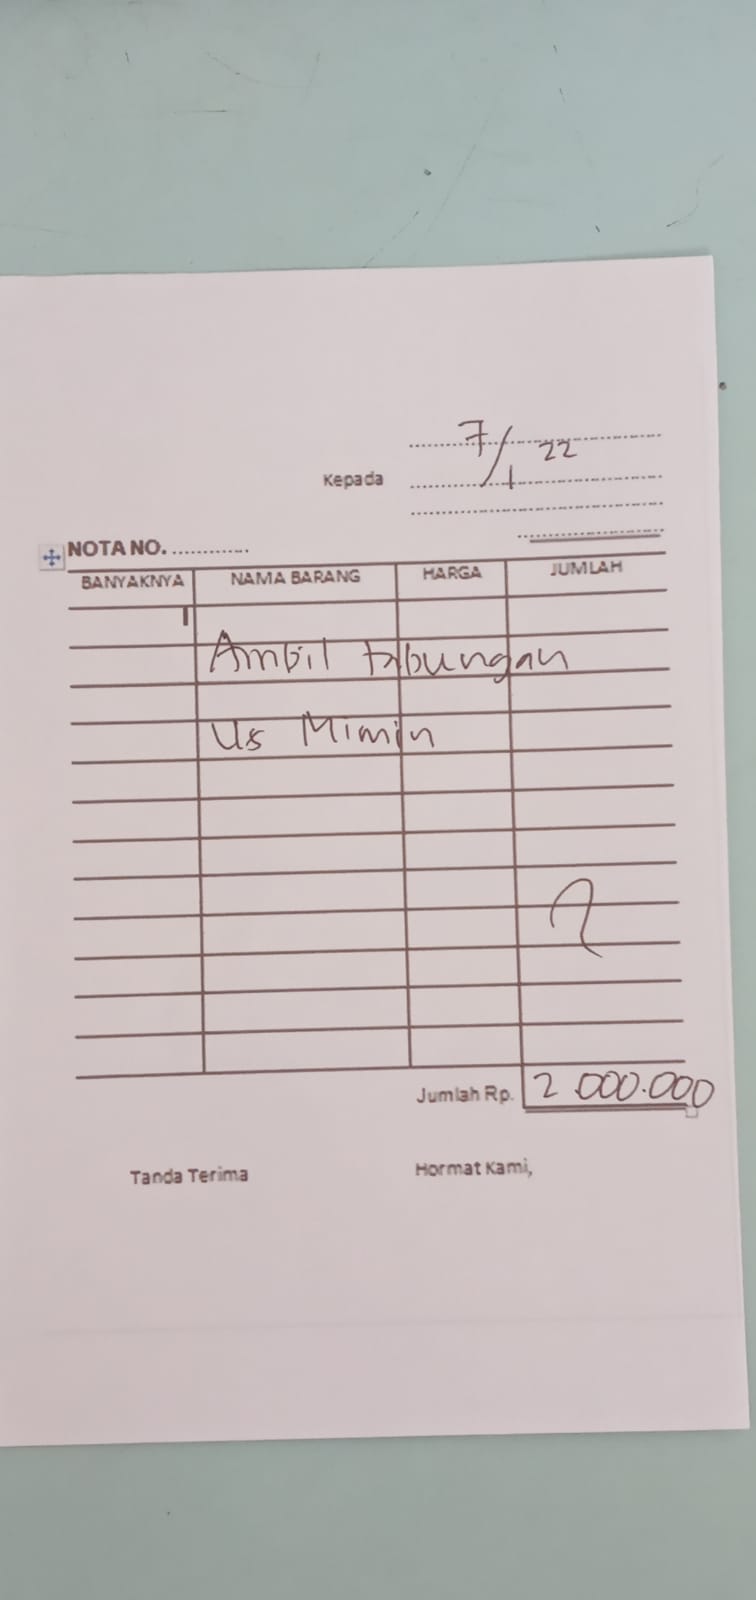 7/1 22
Kepada
NOTA NO. ............
BANYAKNYA NAMA BARANG HARGA JUMLAH
Ambil tabungan
Us Mimin
Jumlah Rp. 2 000.000
Tanda Terima Hormat Kami,